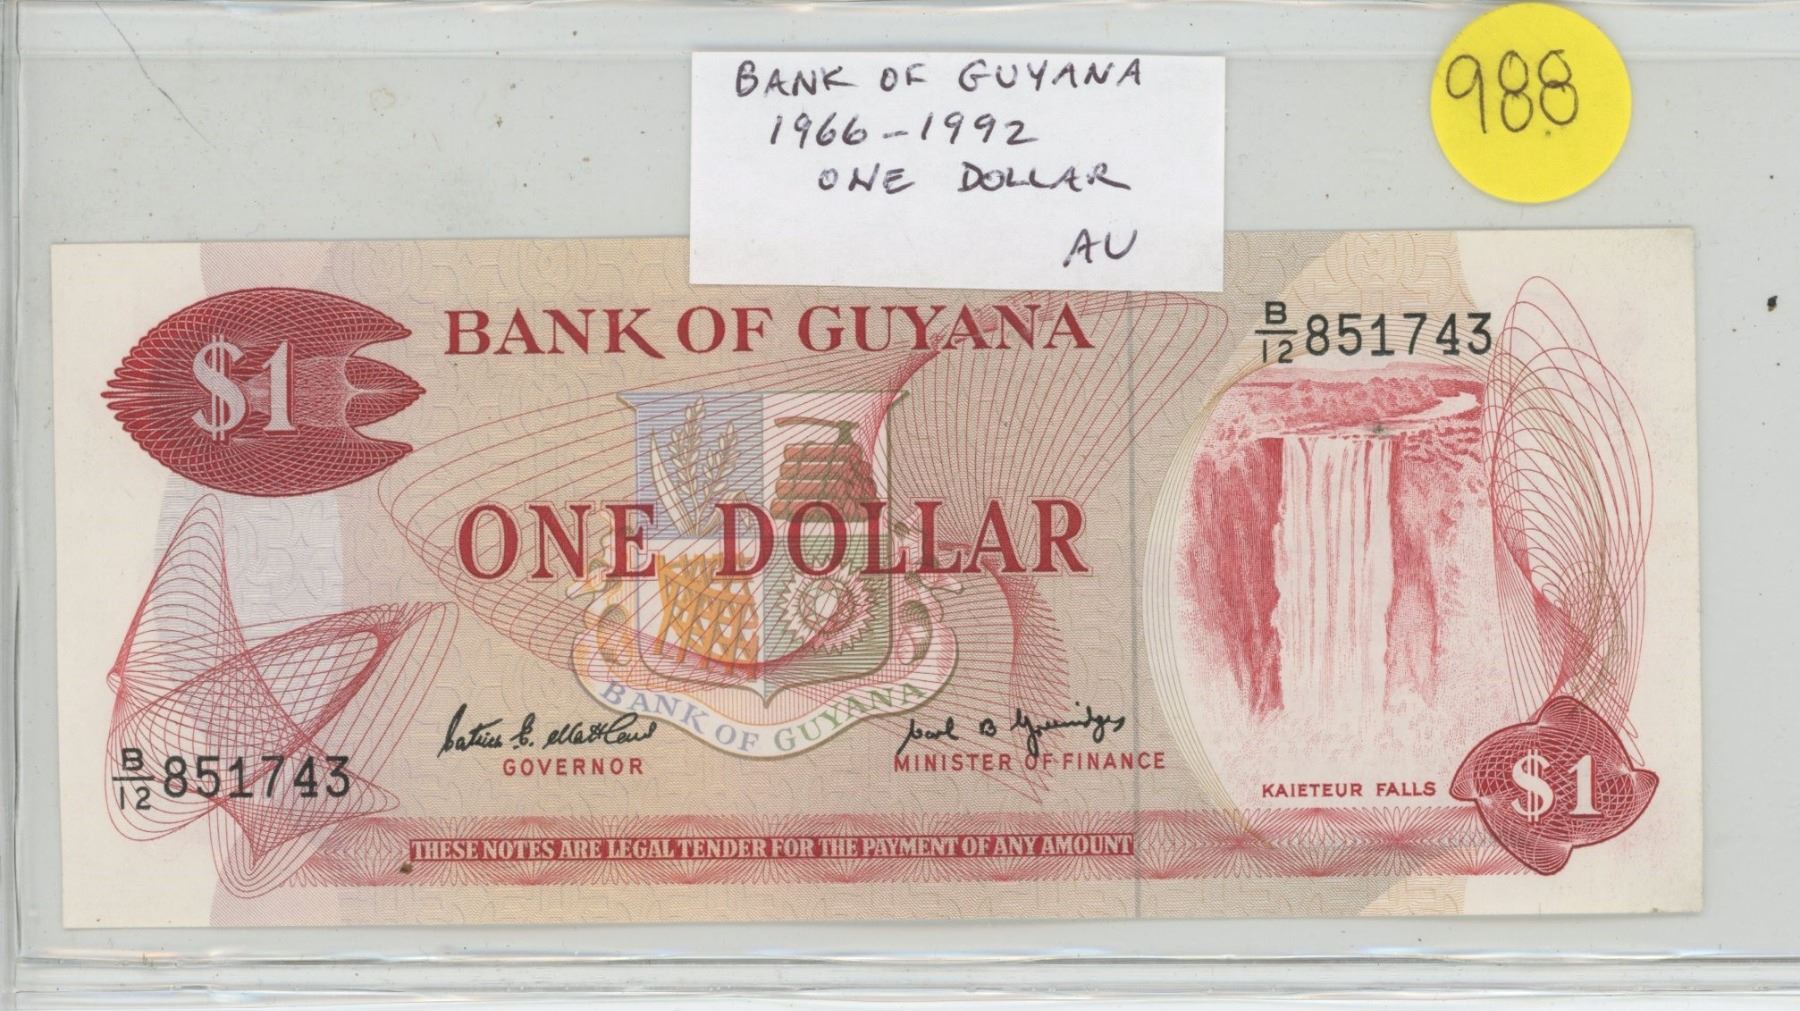 BANK OF GUYANA
1966-1992
ONE DOLLAR
AU
988
$1
BANK OF GUYANA
B/12 851743
ONE DOLLAR
BANK OF GUYANA
GOVERNOR
MINISTER OF FINANCE
B/12 851743
KAIETEUR FALLS
$1
THESE NOTES ARE LEGAL TENDER FOR THE PAYMENT OF ANY AMOUNT